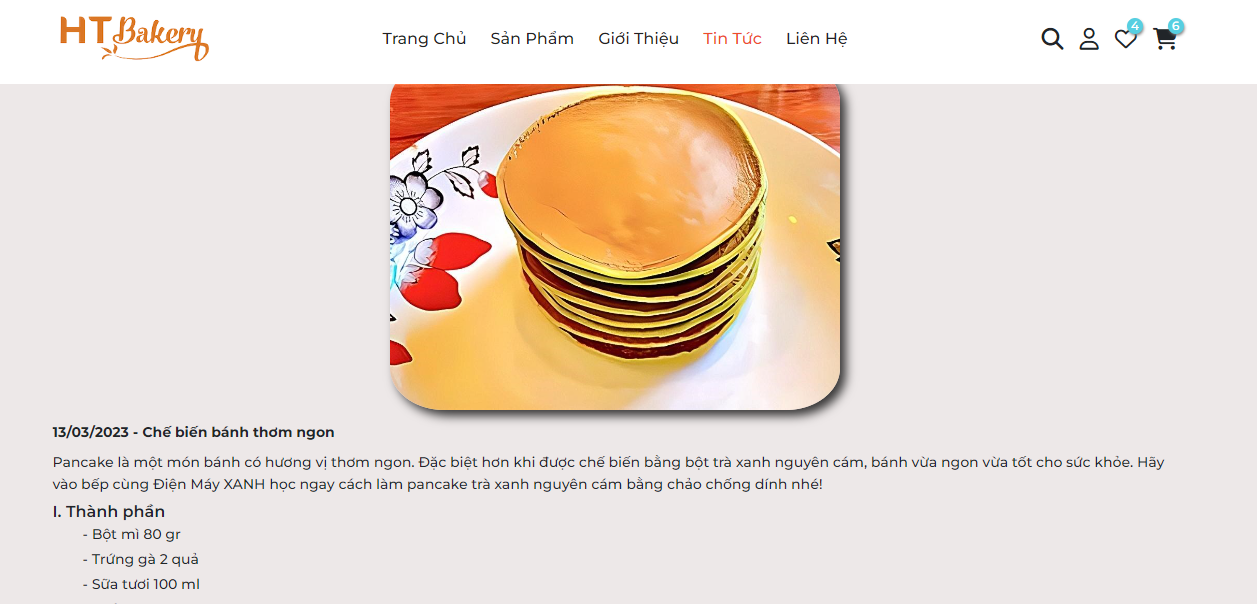 HT Bakery
Trang Chủ Sản Phẩm Giới Thiệu Tin Tức Liên Hệ
4 6
13/03/2023 - Chế biến bánh thơm ngon
Pancake là một món bánh có hương vị thơm ngon. Đặc biệt hơn khi được chế biến bằng bột trà xanh nguyên cám, bánh vừa ngon vừa tốt cho sức khỏe. Hãy
vào bếp cùng Điện Máy XANH học ngay cách làm pancake trà xanh nguyên cám bằng chảo chống dính nhé!
I. Thành phần
- Bột mì 80 gr
- Trứng gà 2 quả
- Sữa tươi 100 ml